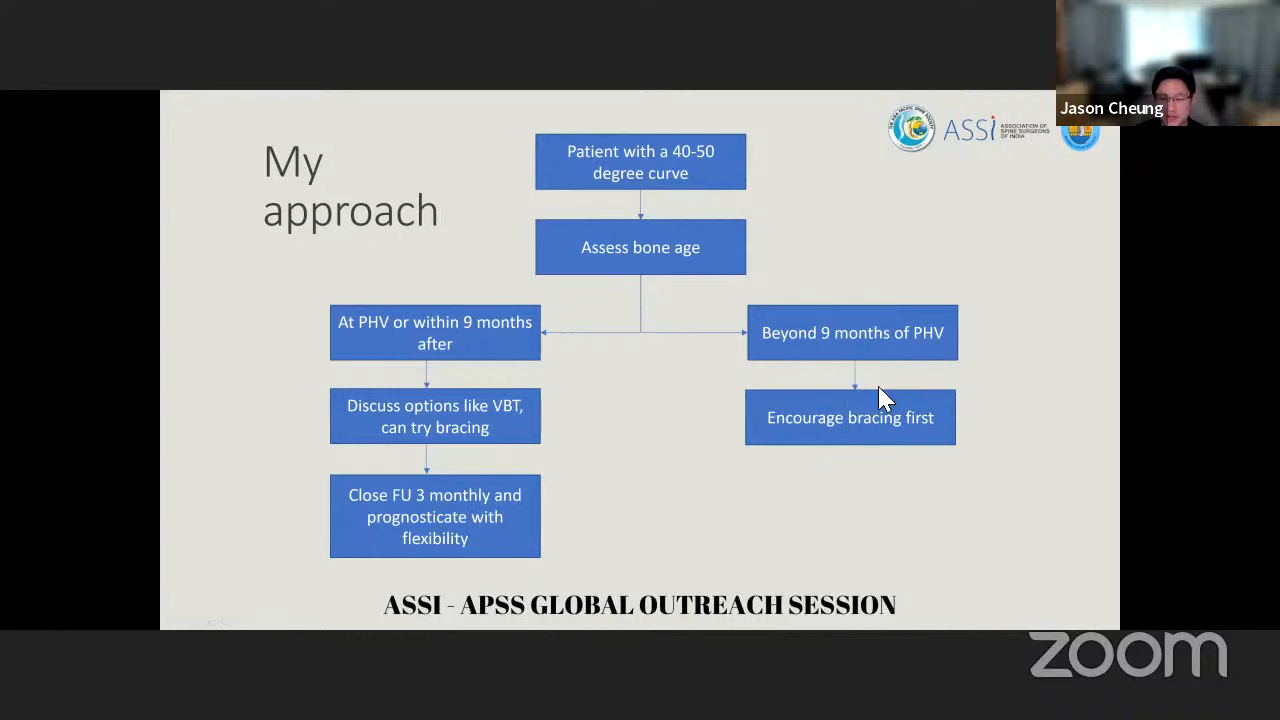 Jason Cheung
ASSi
ASSOCIATION OF
SPINE SURGEONS
OF INDIA
My
approach
Patient with a 40-50
degree curve
Assess bone age
At PHV or within 9 months
after
Beyond 9 months of PHV
Discuss options like VBT,
can try bracing
Encourage bracing first
Close FU 3 monthly and
prognosticate with
flexibility
ASSI - APSS GLOBAL OUTREACH SESSION
zoom